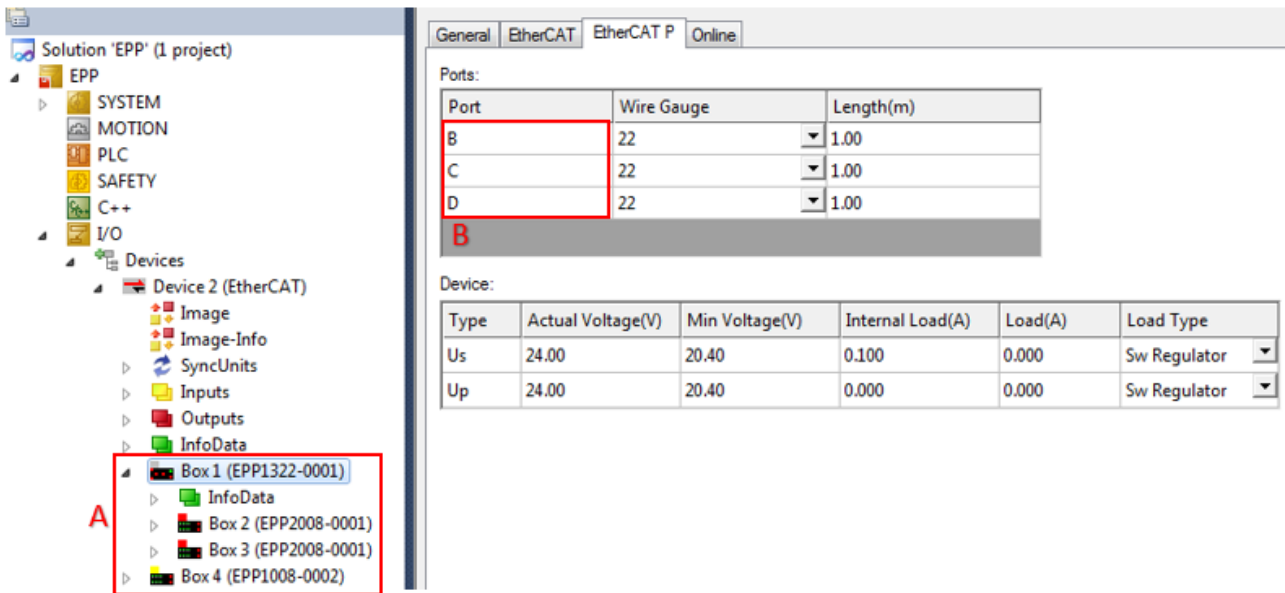 Solution 'EPP' (1 project)
EPP
SYSTEM
MOTION
PLC
SAFETY
C++
I/O
Devices
Device 2 (EtherCAT)
Image
Image-Info
SyncUnits
Inputs
Outputs
InfoData
Box 1 (EPP1322-0001)
InfoData
Box 2 (EPP2008-0001)
Box 3 (EPP2008-0001)
Box 4 (EPP1008-0002)
A
General EtherCAT EtherCAT P Online
Ports:
Port Wire Gauge Length(m)
B 22 1.00
C 22 1.00
D 22 1.00
B
Device:
Type Actual Voltage(V) Min Voltage(V) Internal Load(A) Load(A) Load Type
Us 24.00 20.40 0.100 0.000 Sw Regulator
Up 24.00 20.40 0.000 0.000 Sw Regulator